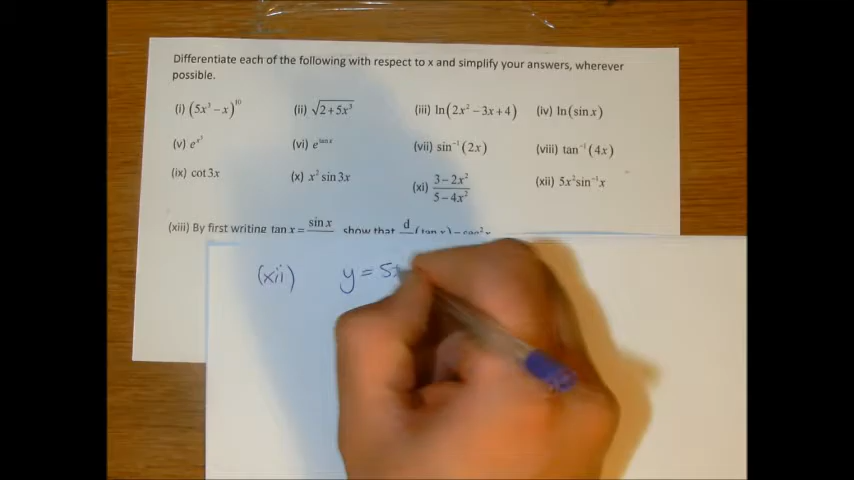 Differentiate each of the following with respect to x and simplify your answers, wherever
possible.
(i) (5x³ − x)¹⁰ (ii) √(2 + 5x³) (iii) ln(2x² − 3x + 4) (iv) ln(sin x)
(v) eˣ³ (vi) e^(tan x) (vii) sin⁻¹(2x) (viii) tan⁻¹(4x)
(ix) cot 3x (x) x² sin 3x (xi) (3 − 2x²)/(5 − 4x²) (xii) 5x² sin⁻¹ x
(xiii) By first writing tan x = sin x show that d (tan x)
(xii) y = 5x